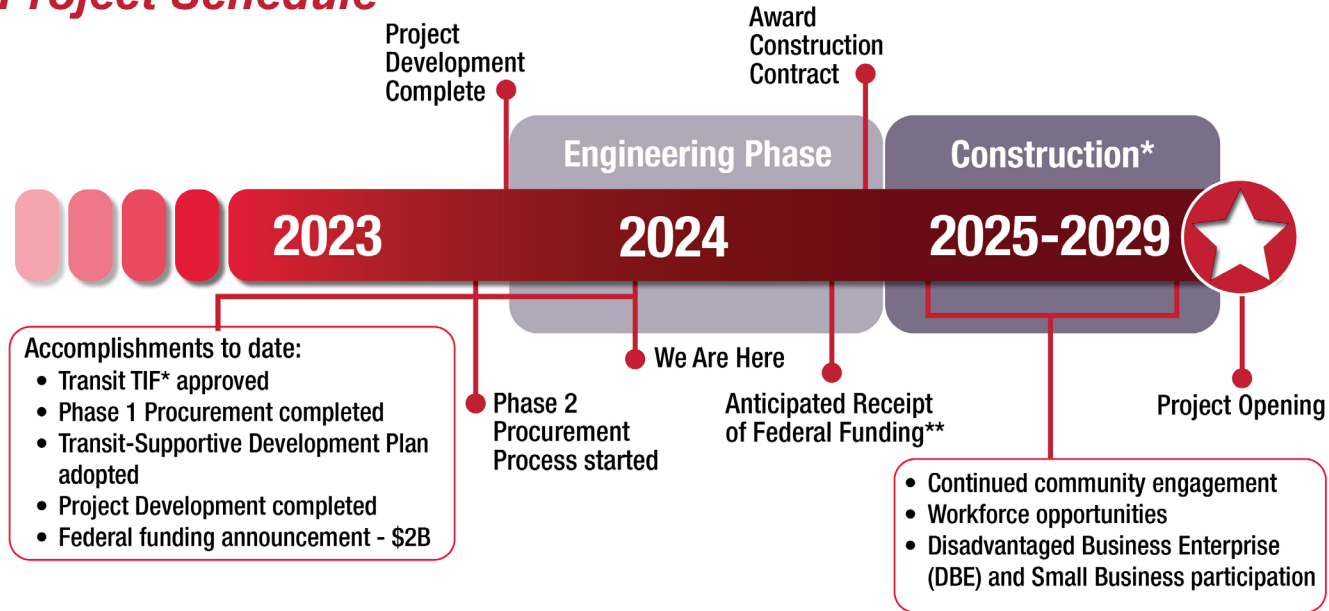 Project Schedule
Project
Development
Complete
Award
Construction
Contract
Engineering Phase
Construction*
2023
2024
2025-2029
Accomplishments to date:
• Transit TIF* approved
• Phase 1 Procurement completed
• Transit-Supportive Development Plan
adopted
• Project Development completed
• Federal funding announcement - $2B
We Are Here
Phase 2
Procurement
Process started
Anticipated Receipt
of Federal Funding**
Project Opening
• Continued community engagement
• Workforce opportunities
• Disadvantaged Business Enterprise
(DBE) and Small Business participation